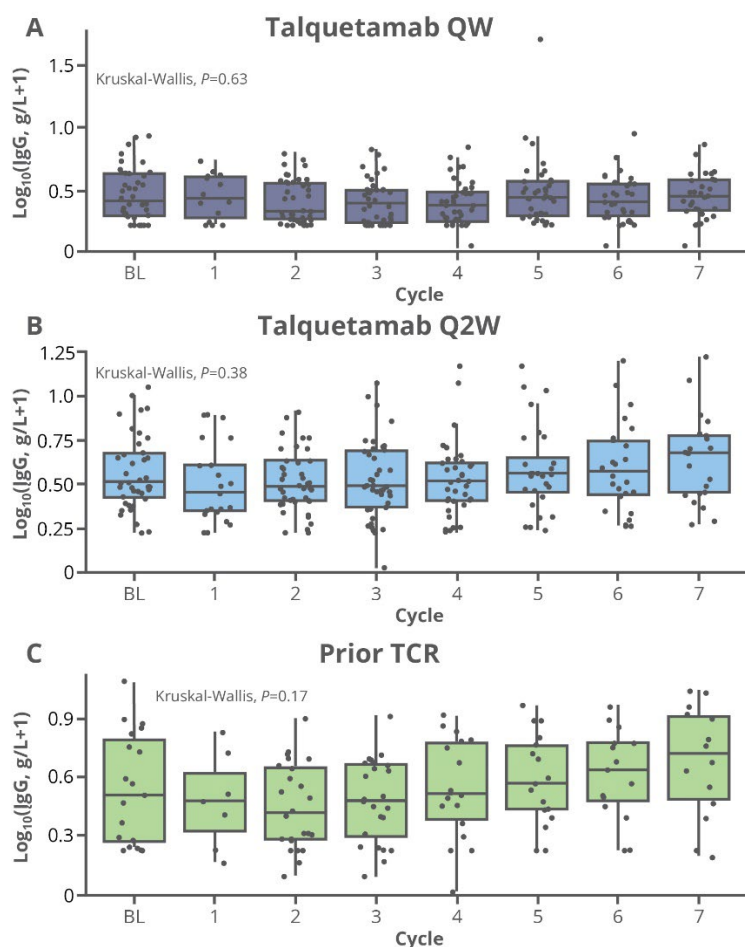 A Talquetamab QW
Log10(IgG, g/L+1)
Kruskal-Wallis, P=0.63
1.5
1.0
0.5
0
BL 1 2 3 4 5 6 7
Cycle
B Talquetamab Q2W
Log10(IgG, g/L+1)
Kruskal-Wallis, P=0.38
1.25
1.00
0.75
0.50
0.25
0
BL 1 2 3 4 5 6 7
Cycle
C Prior TCR
Log10(IgG, g/L+1)
Kruskal-Wallis, P=0.17
0.9
0.6
0.3
0
BL 1 2 3 4 5 6 7
Cycle